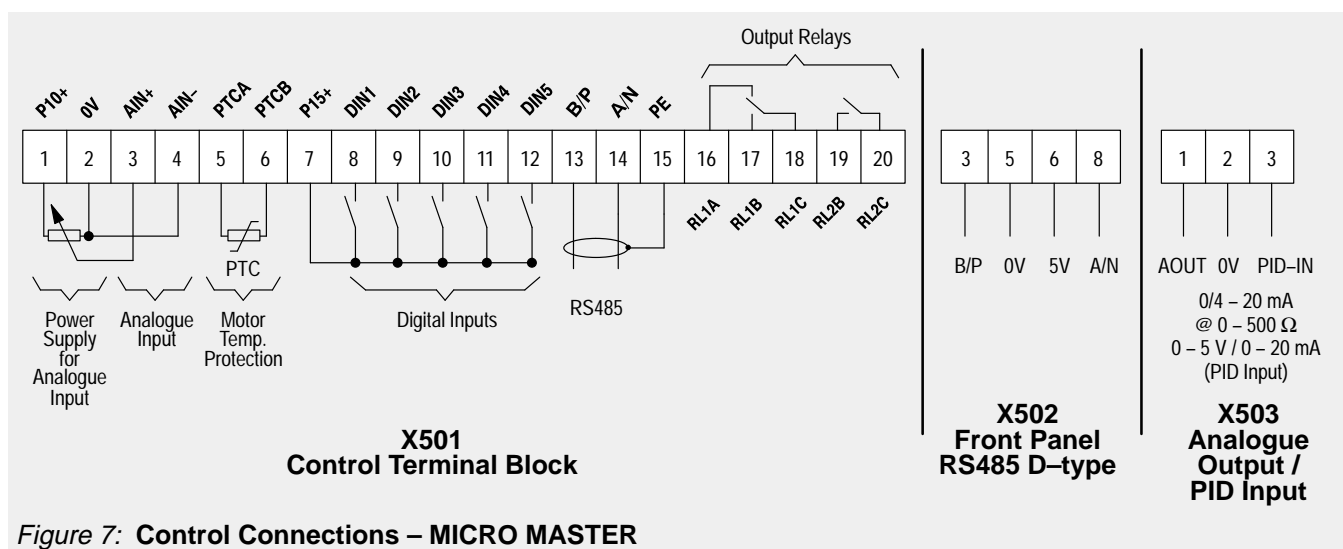 Output Relays
P10+ 0V AIN+ AIN– PTCA PTCB P15+ DIN1 DIN2 DIN3 DIN4 DIN5 B/P A/N PE
1 2 3 4 5 6 7 8 9 10 11 12 13 14 15 16 17 18 19 20
RL1A RL1B RL1C RL2B RL2C
PTC
Power
Supply
for
Analogue
Input
Analogue
Input
Motor
Temp.
Protection
Digital Inputs
RS485
X501
Control Terminal Block
3 5 6 8
B/P 0V 5V A/N
X502
Front Panel
RS485 D–type
1 2 3
AOUT 0V PID–IN
0/4 – 20 mA
@ 0 – 500 Ω
0 – 5 V / 0 – 20 mA
(PID Input)
X503
Analogue
Output /
PID Input
Figure 7: Control Connections – MICRO MASTER